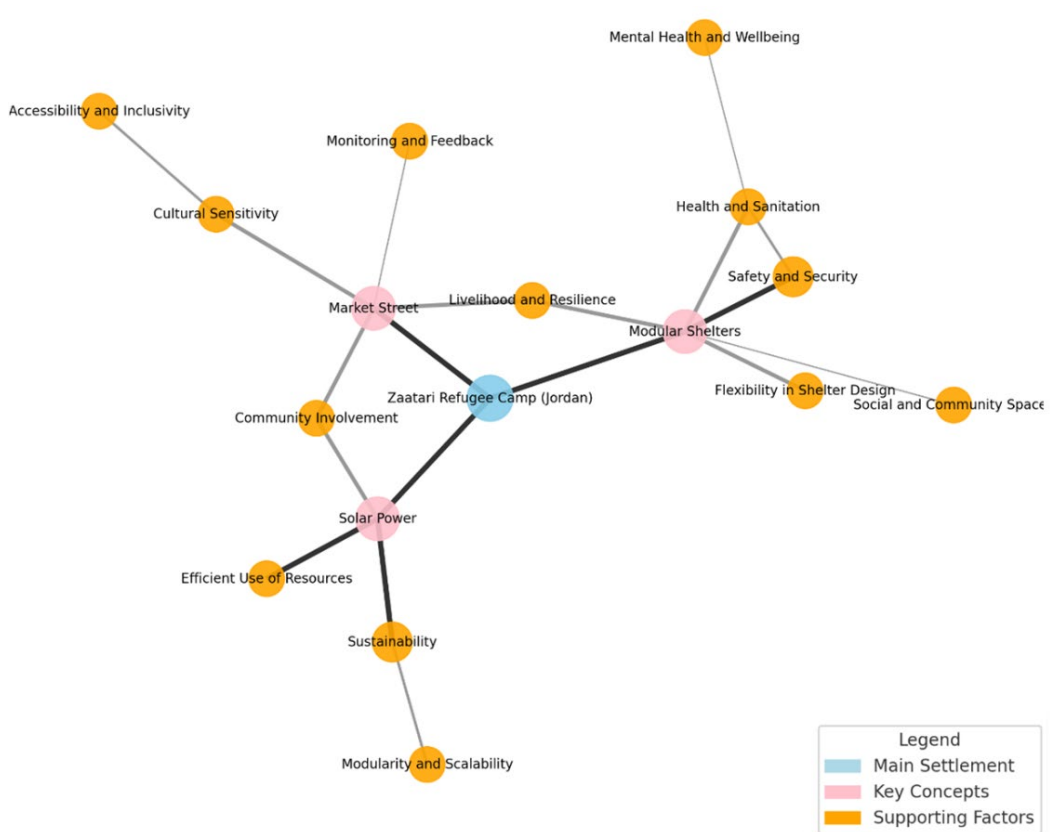 Mental Health and Wellbeing
Accessibility and Inclusivity
Monitoring and Feedback
Health and Sanitation
Cultural Sensitivity
Safety and Security
Livelihood and Resilience
Market Street
Modular Shelters
Flexibility in Shelter Design
Zaatari Refugee Camp (Jordan)
Social and Community Space
Community Involvement
Solar Power
Efficient Use of Resources
Sustainability
Modularity and Scalability
Legend
Main Settlement
Key Concepts
Supporting Factors